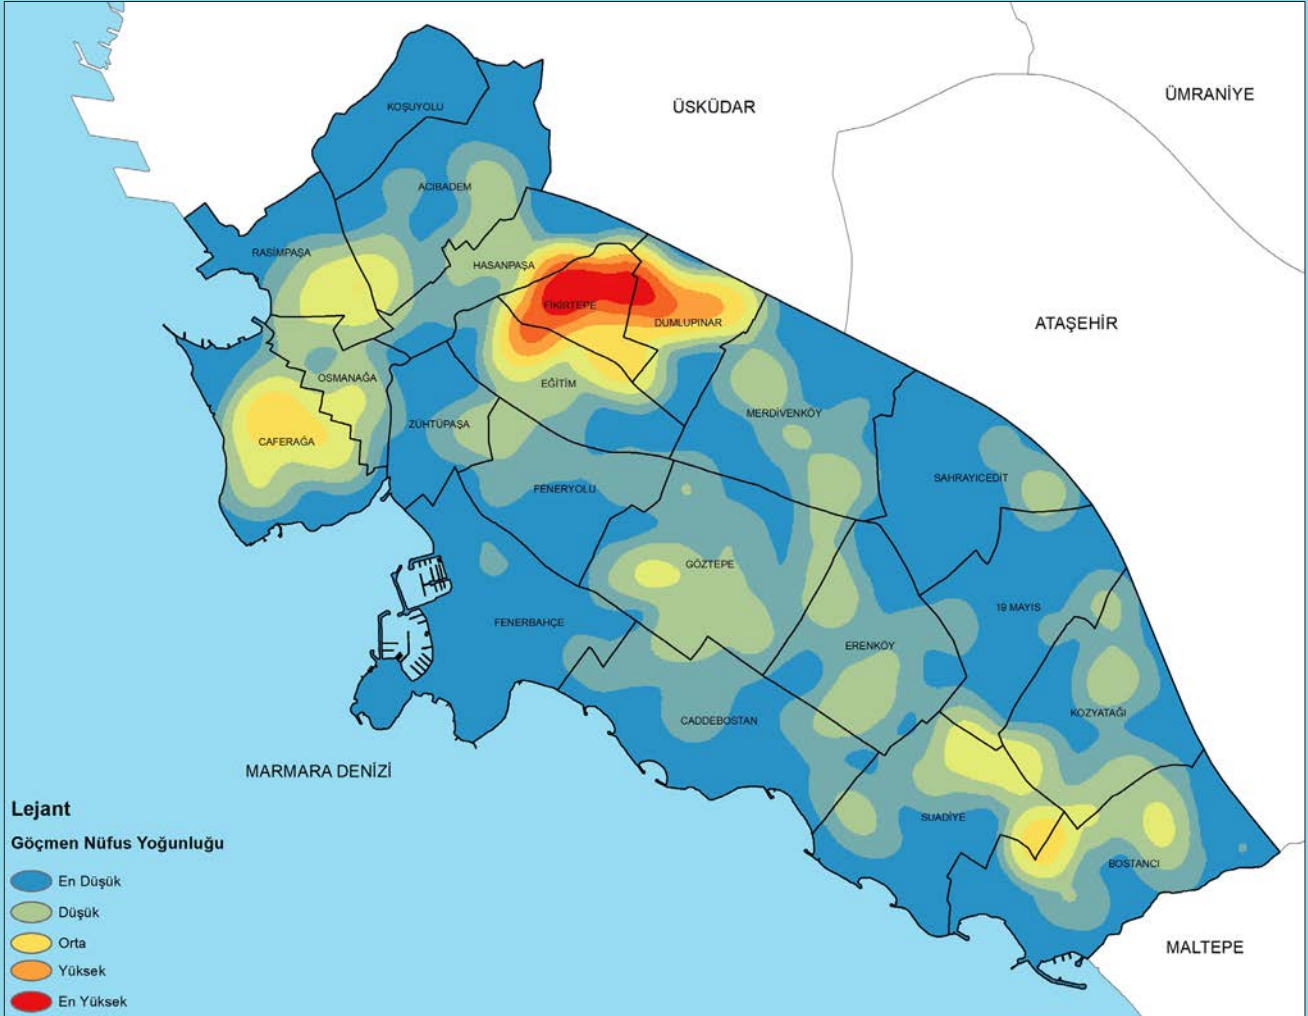 ÜMRANİYE
ÜSKÜDAR
KOŞUYOLU
ACIBADEM
RASİMPAŞA
HASANPAŞA
FİKİRTEPE
DUMLUPINAR
ATAŞEHİR
OSMANAĞA
EĞİTİM
MERDİVENKÖY
ZÜHTÜPAŞA
CAFERAĞA
SAHRAYICEDİT
FENERYOLU
GÖZTEPE
19 MAYIS
FENERBAHÇE
ERENKÖY
KOZYATAĞI
CADDEBOSTAN
MARMARA DENİZİ
SUADİYE
BOSTANCI
MALTEPE
Lejant
Göçmen Nüfus Yoğunluğu
En Düşük
Düşük
Orta
Yüksek
En Yüksek